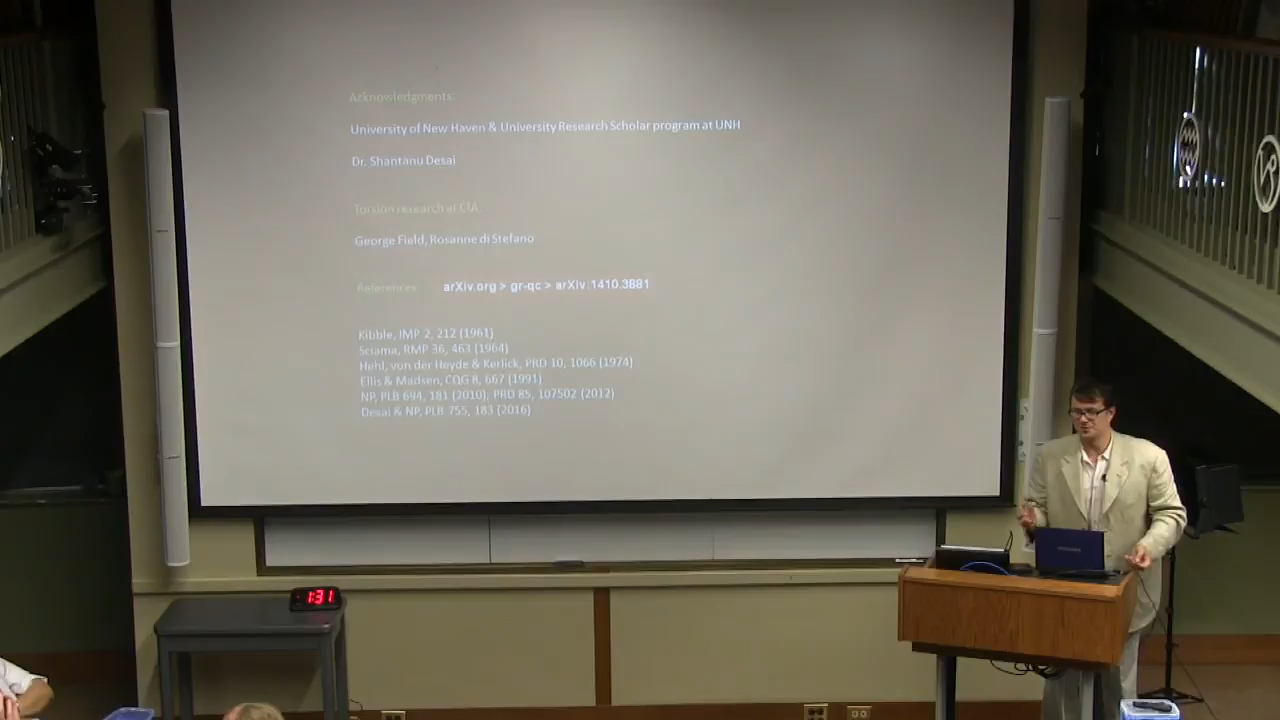 Acknowledgments:
University of New Haven & University Research Scholar program at UNH
Dr. Shantanu Desai
Torsion research at CfA
George Field, Rosanne di Stefano
References: arXiv.org > gr-qc > arXiv:1410.3881
Kibble, JMP 2, 212 (1961)
Sciama, RMP 36, 463 (1964)
Hehl, von der Heyde & Kerlick, PRD 10, 1066 (1974)
Ellis & Madsen, CQG 8, 667 (1991)
NP, PLB 694, 181 (2010); PRD 85, 107502 (2012)
Desai & NP, PLB 755, 183 (2016)
1:31